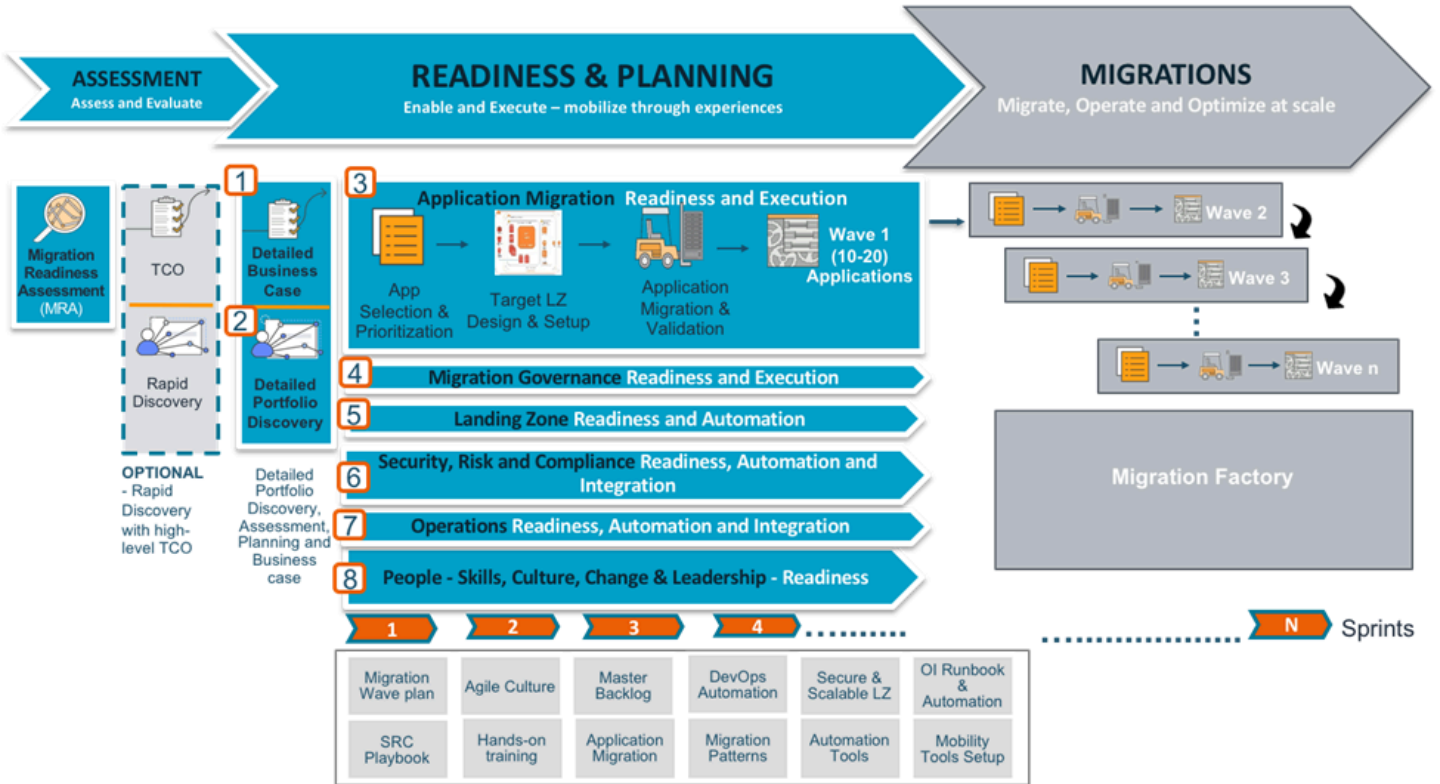 ASSESSMENT
Assess and Evaluate
READINESS & PLANNING
Enable and Execute – mobilize through experiences
MIGRATIONS
Migrate, Operate and Optimize at scale
Migration
Readiness
Assessment
(MRA)
TCO
Rapid
Discovery
OPTIONAL
- Rapid
Discovery
with high-
level TCO
1
Detailed
Business
Case
2
Detailed
Portfolio
Discovery
Detailed
Portfolio
Discovery,
Assessment,
Planning and
Business
case
3
Application Migration Readiness and Execution
App
Selection &
Prioritization
Target LZ
Design & Setup
Application
Migration &
Validation
Wave 1
(10-20)
Applications
4
Migration Governance Readiness and Execution
5
Landing Zone Readiness and Automation
6
Security, Risk and Compliance Readiness, Automation and
Integration
7
Operations Readiness, Automation and Integration
8
People - Skills, Culture, Change & Leadership - Readiness
Wave 2
Wave 3
Wave n
Migration Factory
1
2
3
4
N
Sprints
Migration
Wave plan
Agile Culture
Master
Backlog
DevOps
Automation
Secure &
Scalable LZ
OI Runbook
&
Automation
SRC
Playbook
Hands-on
training
Application
Migration
Migration
Patterns
Automation
Tools
Mobility
Tools Setup